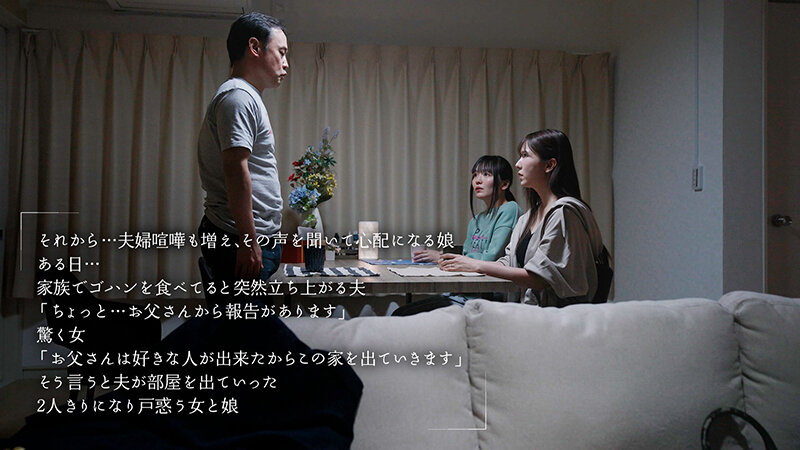 それから…夫婦喧嘩も増え、その声を聞いて心配になる娘
ある日…
家族でゴハンを食べてると突然立ち上がる夫
「ちょっと…お父さんから報告があります」
驚く女
「お父さんは好きな人が出来たからこの家を出ていきます」
そう言うと夫が部屋を出ていった
2人きりになり戸惑う女と娘